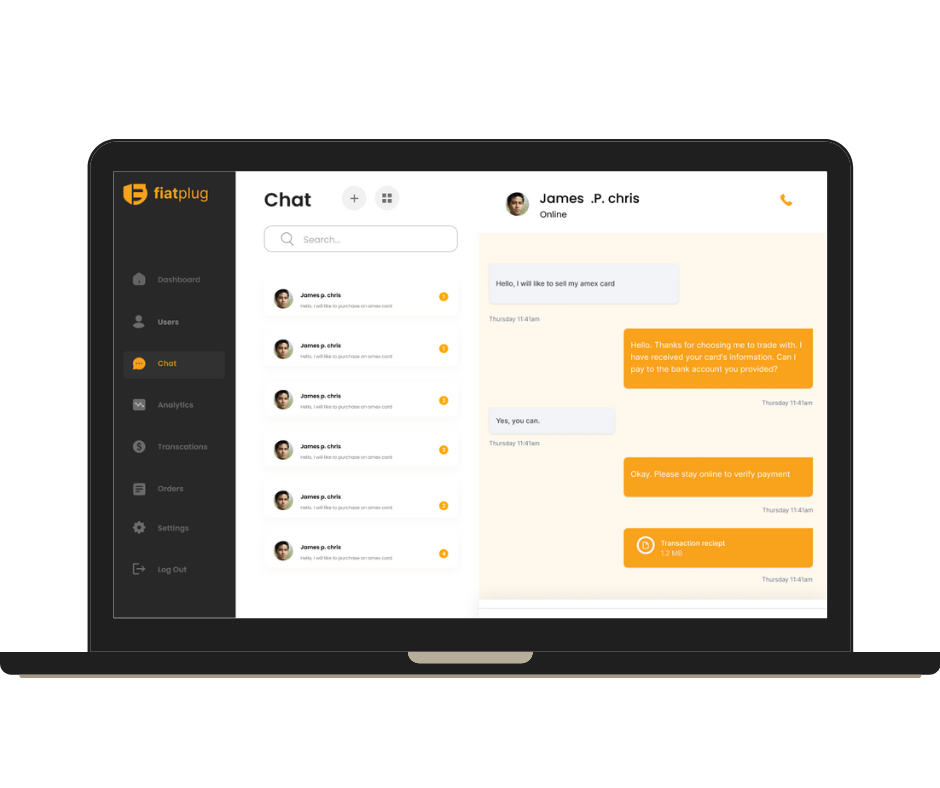 fiatplug
Dashboard
Users
Chat
Analytics
Transcations
Orders
Settings
Log Out
Chat
Search...
James p. chris
Hello, I will like to purchase an amex card
1
James p. chris
Hello, I will like to purchase an amex card
1
James p. chris
Hello, I will like to purchase an amex card
James p. chris
Hello, I will like to purchase an amex card
James p. chris
Hello, I will like to purchase an amex card
James p. chris
Hello, I will like to purchase an amex card
4
James .P. chris
Online
Hello, I will like to sell my amex card
Thursday 11:41am
Hello. Thanks for choosing me to trade with. I
have received your card's information. Can I
pay to the bank account you provided?
Thursday 11:41am
Yes, you can.
Thursday 11:41am
Okay. Please stay online to verify payment
Thursday 11:41am
Transaction reciept
1.2 MB
Thursday 11:41am